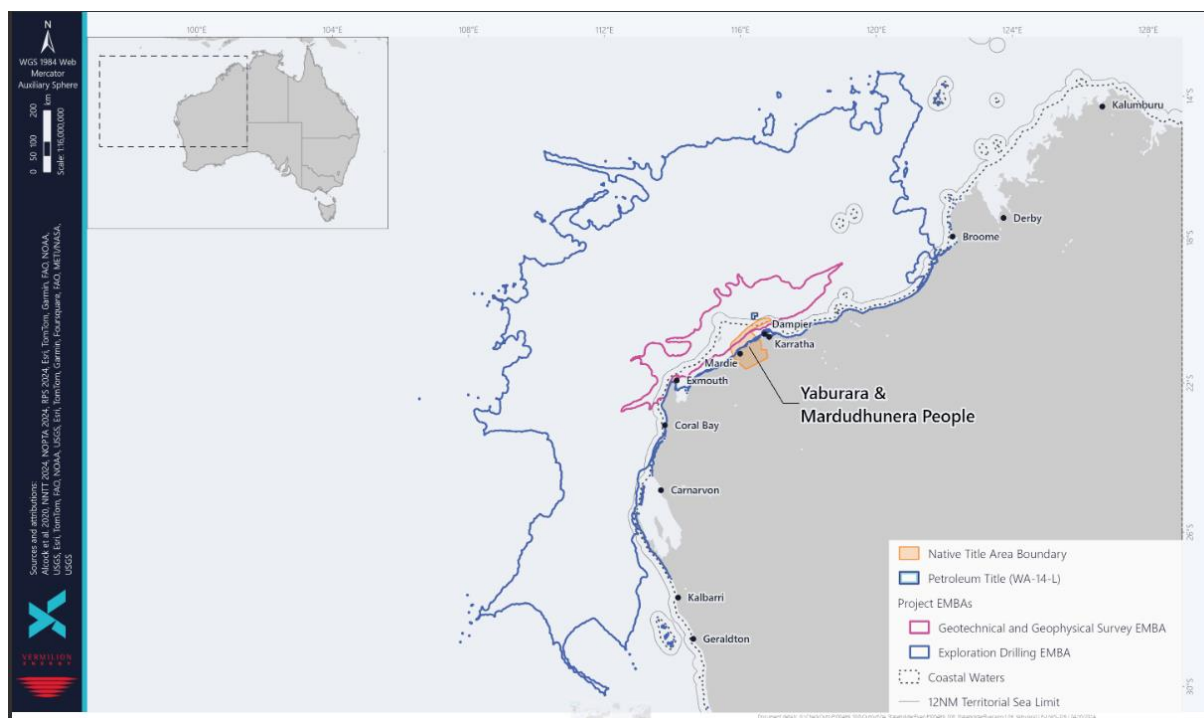 N
WGS 1984 Web
Mercator
Auxiliary Sphere
0 50 100 200
km
Scale: 1:16,000,000
Sources and attributions:
Alcock et al. 2020, NNTT 2024, NOPTA 2024, RPS 2024, Esri, TomTom, Garmin, FAO, NOAA,
USGS, Esri, TomTom, FAO, NOAA, USGS, Esri, TomTom, Garmin, Foursquare, FAO, METI/NASA,
USGS
VERMILION
ENERGY
100°E
104°E
108°E
112°E
116°E
120°E
124°E
128°E
14°S
18°S
22°S
26°S
30°S
Kalumburu
Derby
Broome
Dampier
Karratha
Mardie
Exmouth
Yaburara &
Mardudhunera People
Coral Bay
Carnarvon
Kalbarri
Geraldton
Native Title Area Boundary
Petroleum Title (WA-14-L)
Project EMBAs
Geotechnical and Geophysical Survey EMBA
Exploration Drilling EMBA
Coastal Waters
12NM Territorial Sea Limit